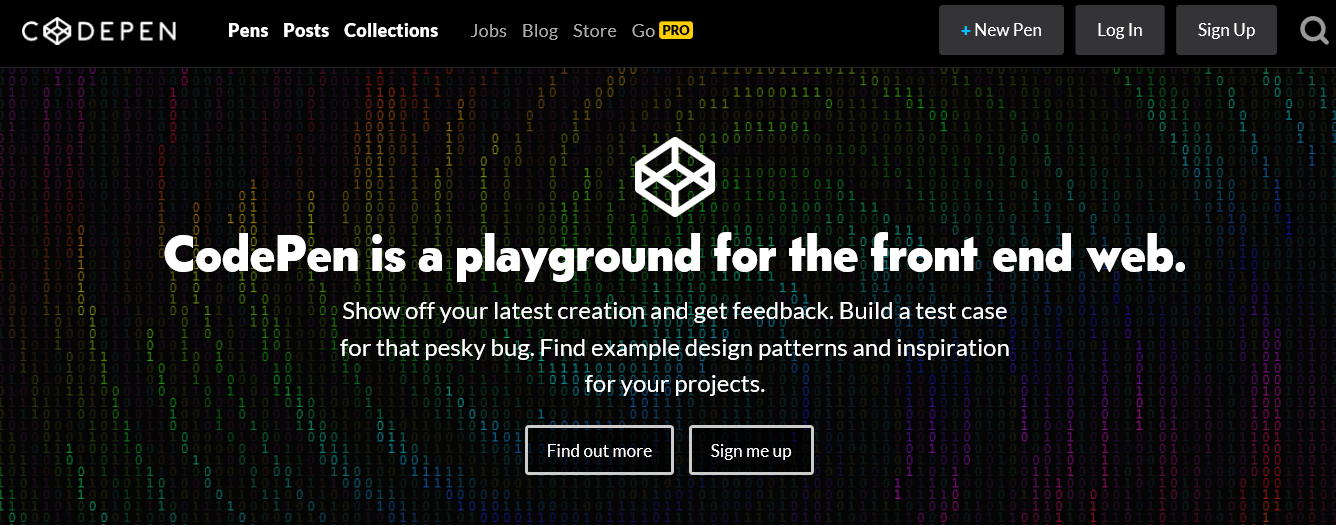 CODEPEN Pens Posts Collections Jobs Blog Store Go PRO + New Pen Log In Sign Up
CodePen is a playground for the front end web.
Show off your latest creation and get feedback. Build a test case
for that pesky bug. Find example design patterns and inspiration
for your projects.
Find out more Sign me up